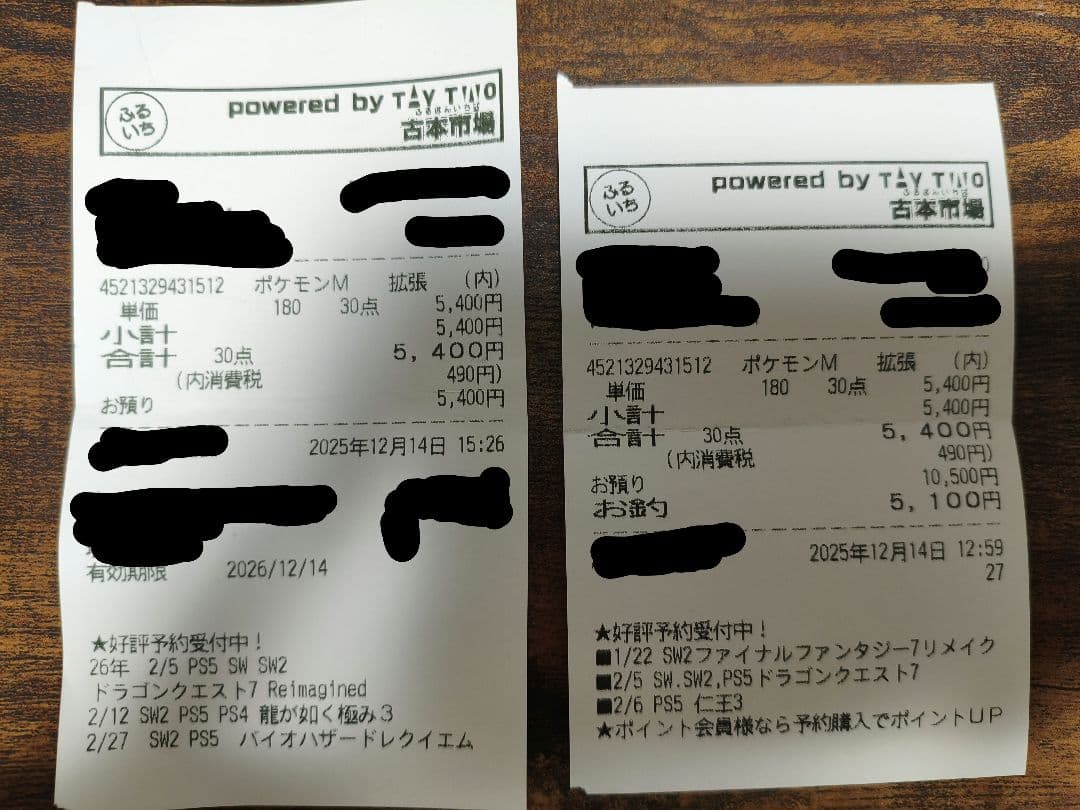 ふる
いち
powered by TAY TWO
ふるほんいちば
古本市場
4521329431512 ポケモンM 拡張 (内)
単価 180 30点 5,400円
小計 5,400円
合計 30点 5,400円
(内消費税 490円)
お預り 5,400円
2025年12月14日 15:26
有効期限 2026/12/14
★好評予約受付中!
26年 2/5 PS5 SW SW2
ドラゴンクエスト7 Reimagined
2/12 SW2 PS5 PS4 龍が如く極み3
2/27 SW2 PS5 バイオハザードレクイエム
ふる
いち
powered by TAY TWO
ふるほんいちば
古本市場
4521329431512 ポケモンM 拡張 (内)
単価 180 30点 5,400円
小計 5,400円
合計 30点 5,400円
(内消費税 490円)
お預り 10,500円
お釣 5,100円
2025年12月14日 12:59
27
★好評予約受付中!
■1/22 SW2ファイナルファンタジー7リメイク
■2/5 SW.SW2,PS5ドラゴンクエスト7
■2/6 PS5 仁王3
★ポイント会員様なら予約購入でポイントUP